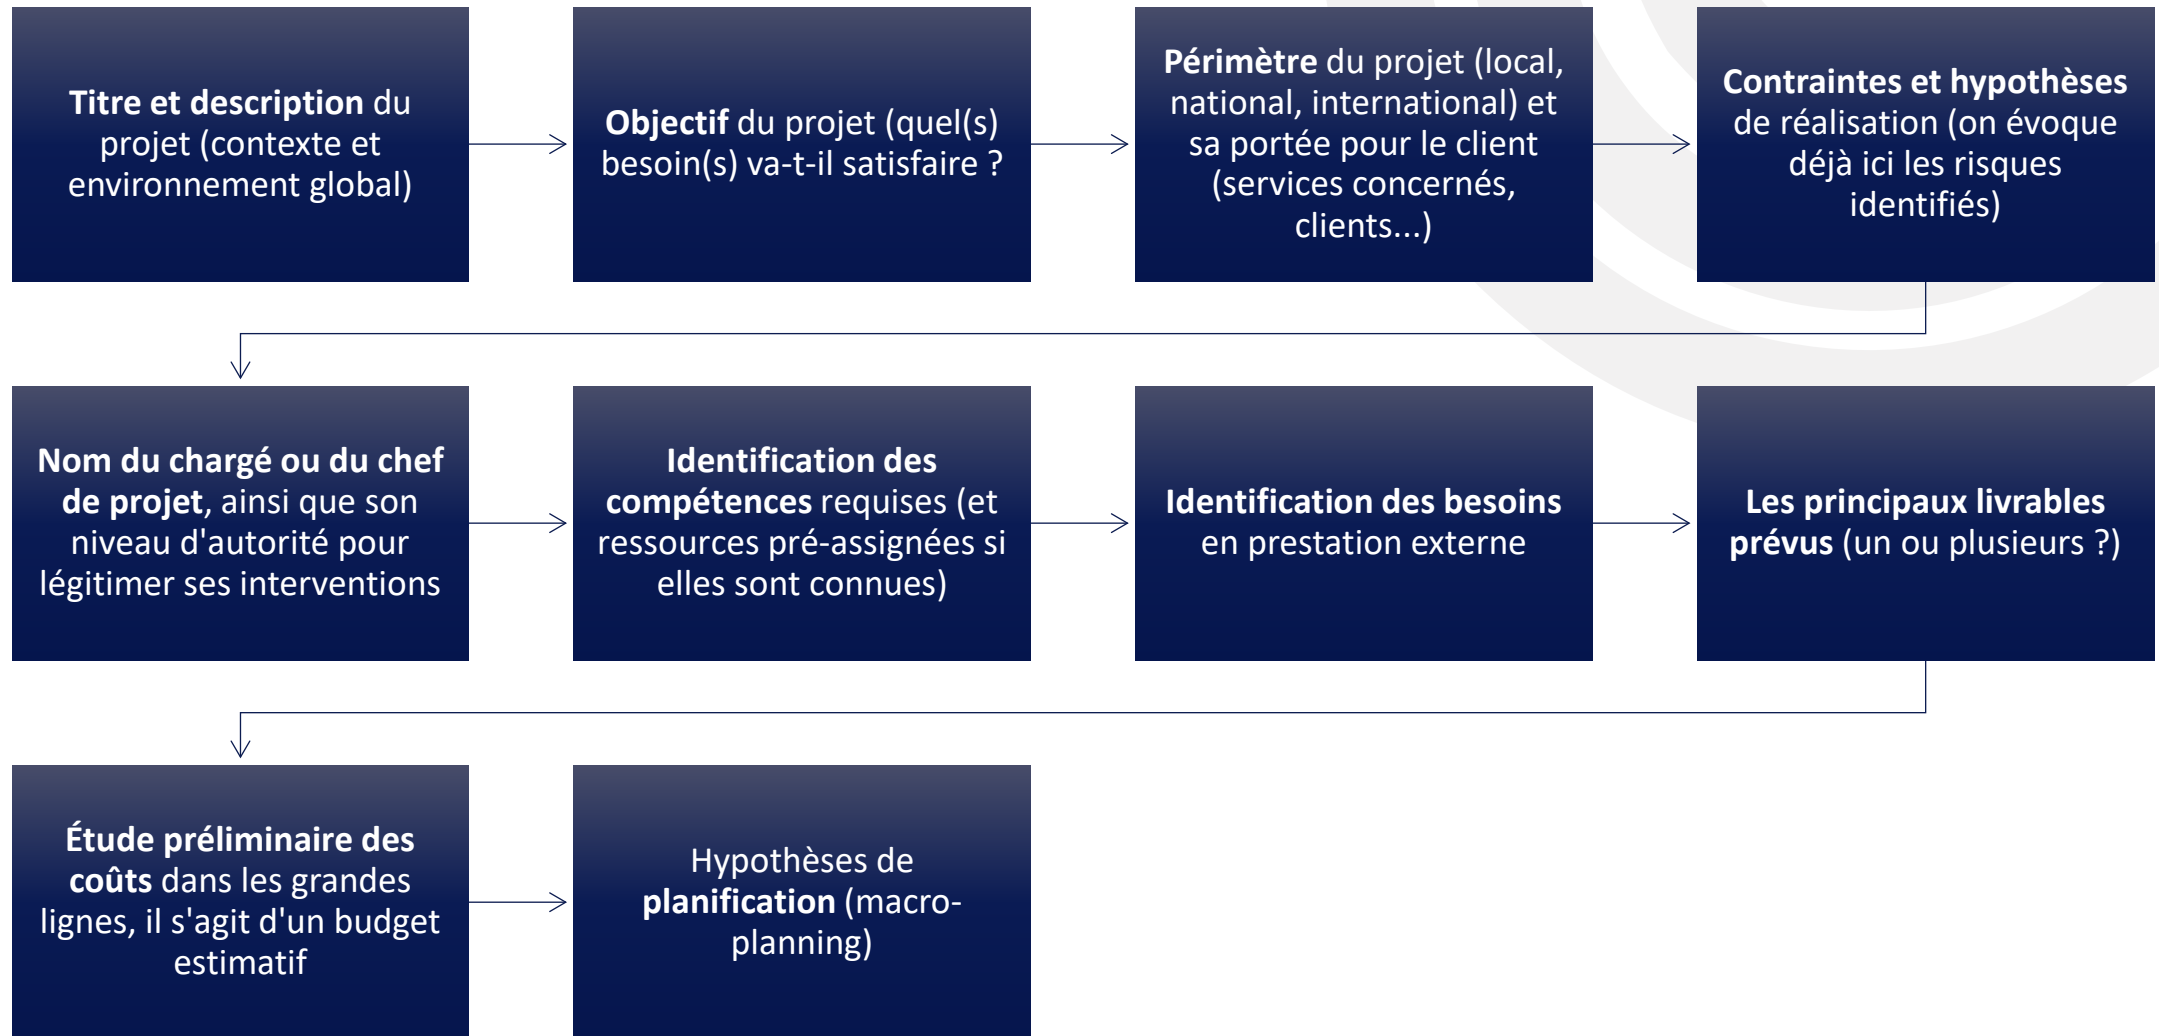 Titre et description du
projet (contexte et
environnement global)
Objectif du projet (quel(s)
besoin(s) va-t-il satisfaire ?
Périmètre du projet (local,
national, international) et
sa portée pour le client
(services concernés,
clients...)
Contraintes et hypothèses
de réalisation (on évoque
déjà ici les risques
identifiés)
Nom du chargé ou du chef
de projet, ainsi que son
niveau d'autorité pour
légitimer ses interventions
Identification des
compétences requises (et
ressources pré-assignées si
elles sont connues)
Identification des besoins
en prestation externe
Les principaux livrables
prévus (un ou plusieurs ?)
Étude préliminaire des
coûts dans les grandes
lignes, il s'agit d'un budget
estimatif
Hypothèses de
planification (macro-
planning)